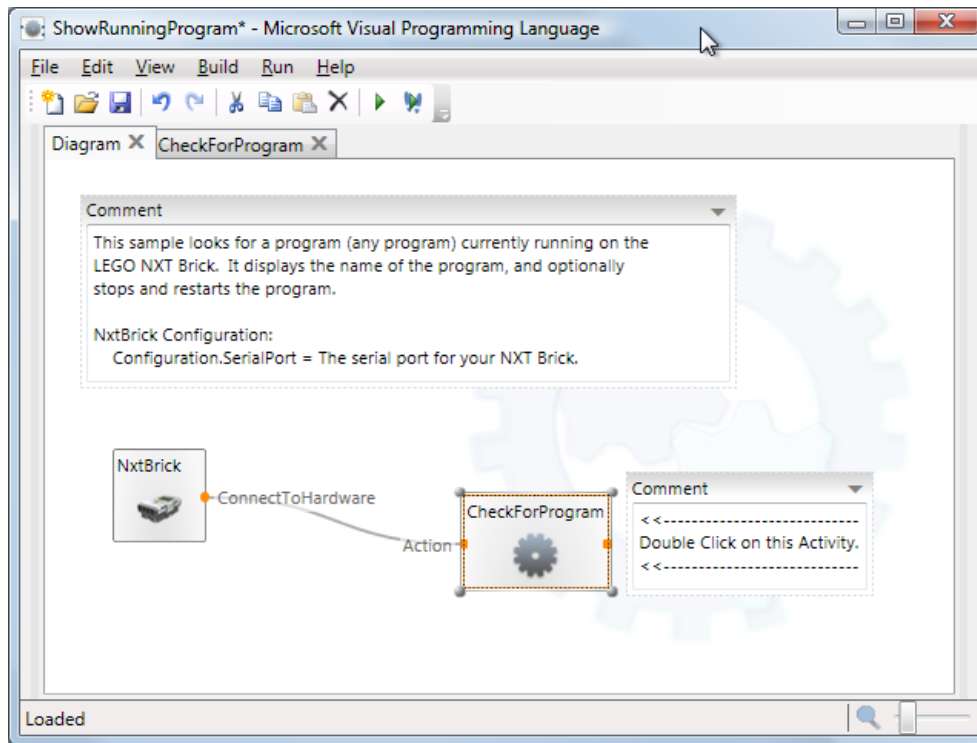 ShowRunningProgram* - Microsoft Visual Programming Language
File Edit View Build Run Help
Diagram CheckForProgram
Comment
This sample looks for a program (any program) currently running on the
LEGO NXT Brick. It displays the name of the program, and optionally
stops and restarts the program.
NxtBrick Configuration:
Configuration.SerialPort = The serial port for your NXT Brick.
NxtBrick
ConnectToHardware
Action
CheckForProgram
Comment
<<----------------------------
Double Click on this Activity.
<<----------------------------
Loaded